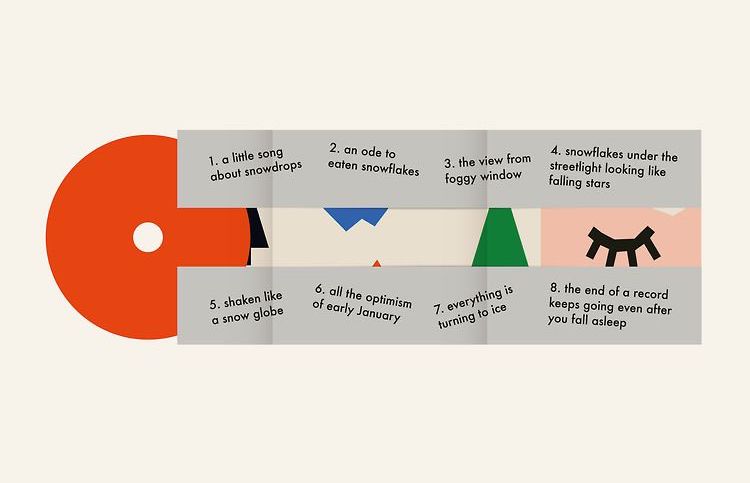 1. a little song
about snowdrops
2. an ode to
eaten snowflakes
3. the view from
foggy window
4. snowflakes under the
streetlight looking like
falling stars
5. shaken like
a snow globe
6. all the optimism
of early January
7. everything is
turning to ice
8. the end of a record
keeps going even after
you fall asleep